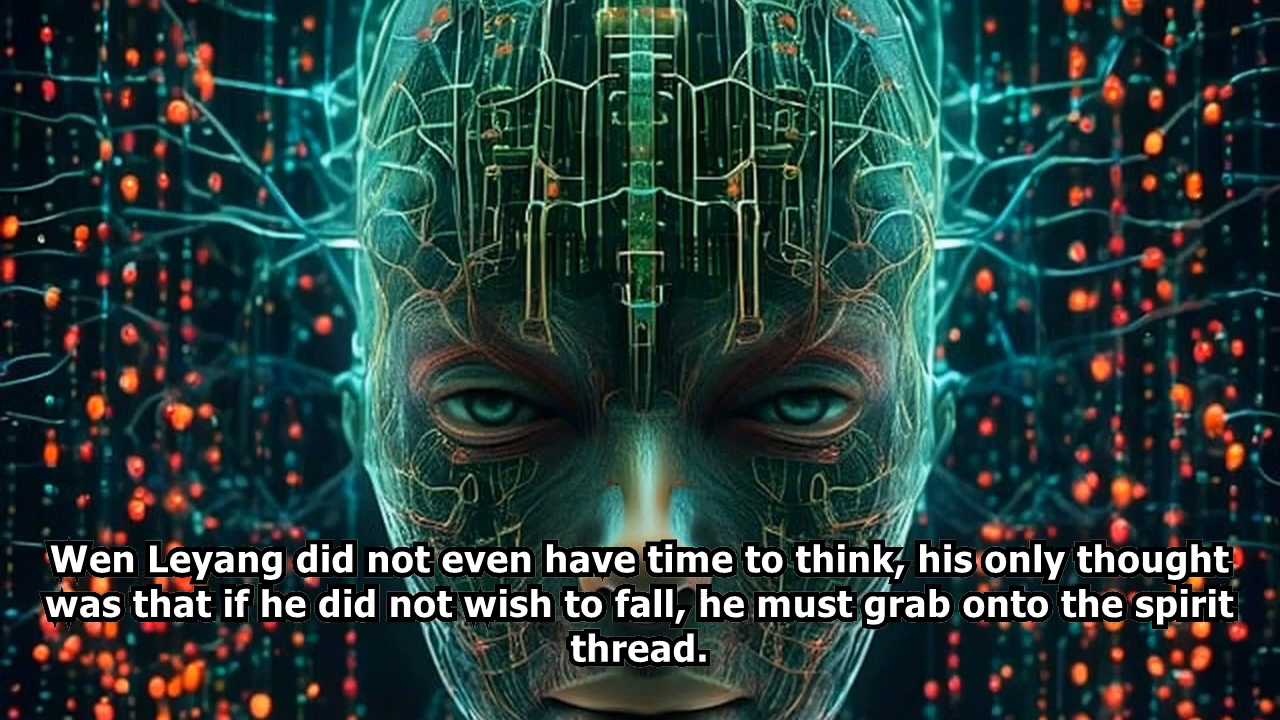 Wen Leyang did not even have time to think, his only thought
was that if he did not wish to fall, he must grab onto the spirit
thread.